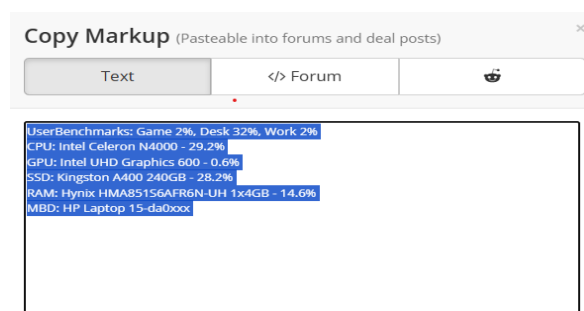 Copy Markup (Pasteable into forums and deal posts)
×
Text
</> Forum
UserBenchmarks: Game 2%, Desk 32%, Work 2%
CPU: Intel Celeron N4000 - 29.2%
GPU: Intel UHD Graphics 600 - 0.6%
SSD: Kingston A400 240GB - 28.2%
RAM: Hynix HMA851S6AFR6N-UH 1x4GB - 14.6%
MBD: HP Laptop 15-da0xxx